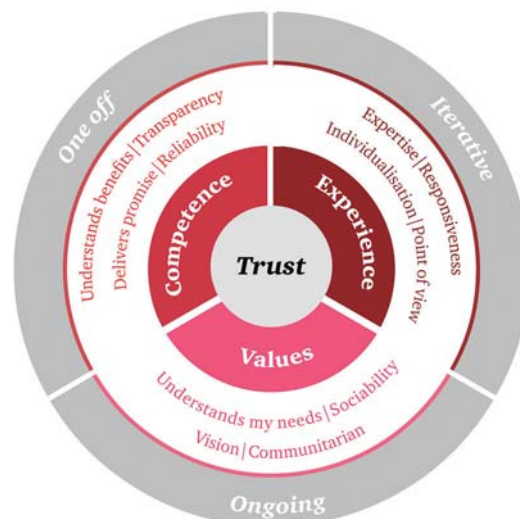 One off
Iterative
Understands benefits|Transparency
Delivers promise|Reliability
Expertise|Responsiveness
Individualisation|Point of view
Competence
Experience
Trust
Values
Understands my needs|Sociability
Vision|Communitarian
Ongoing